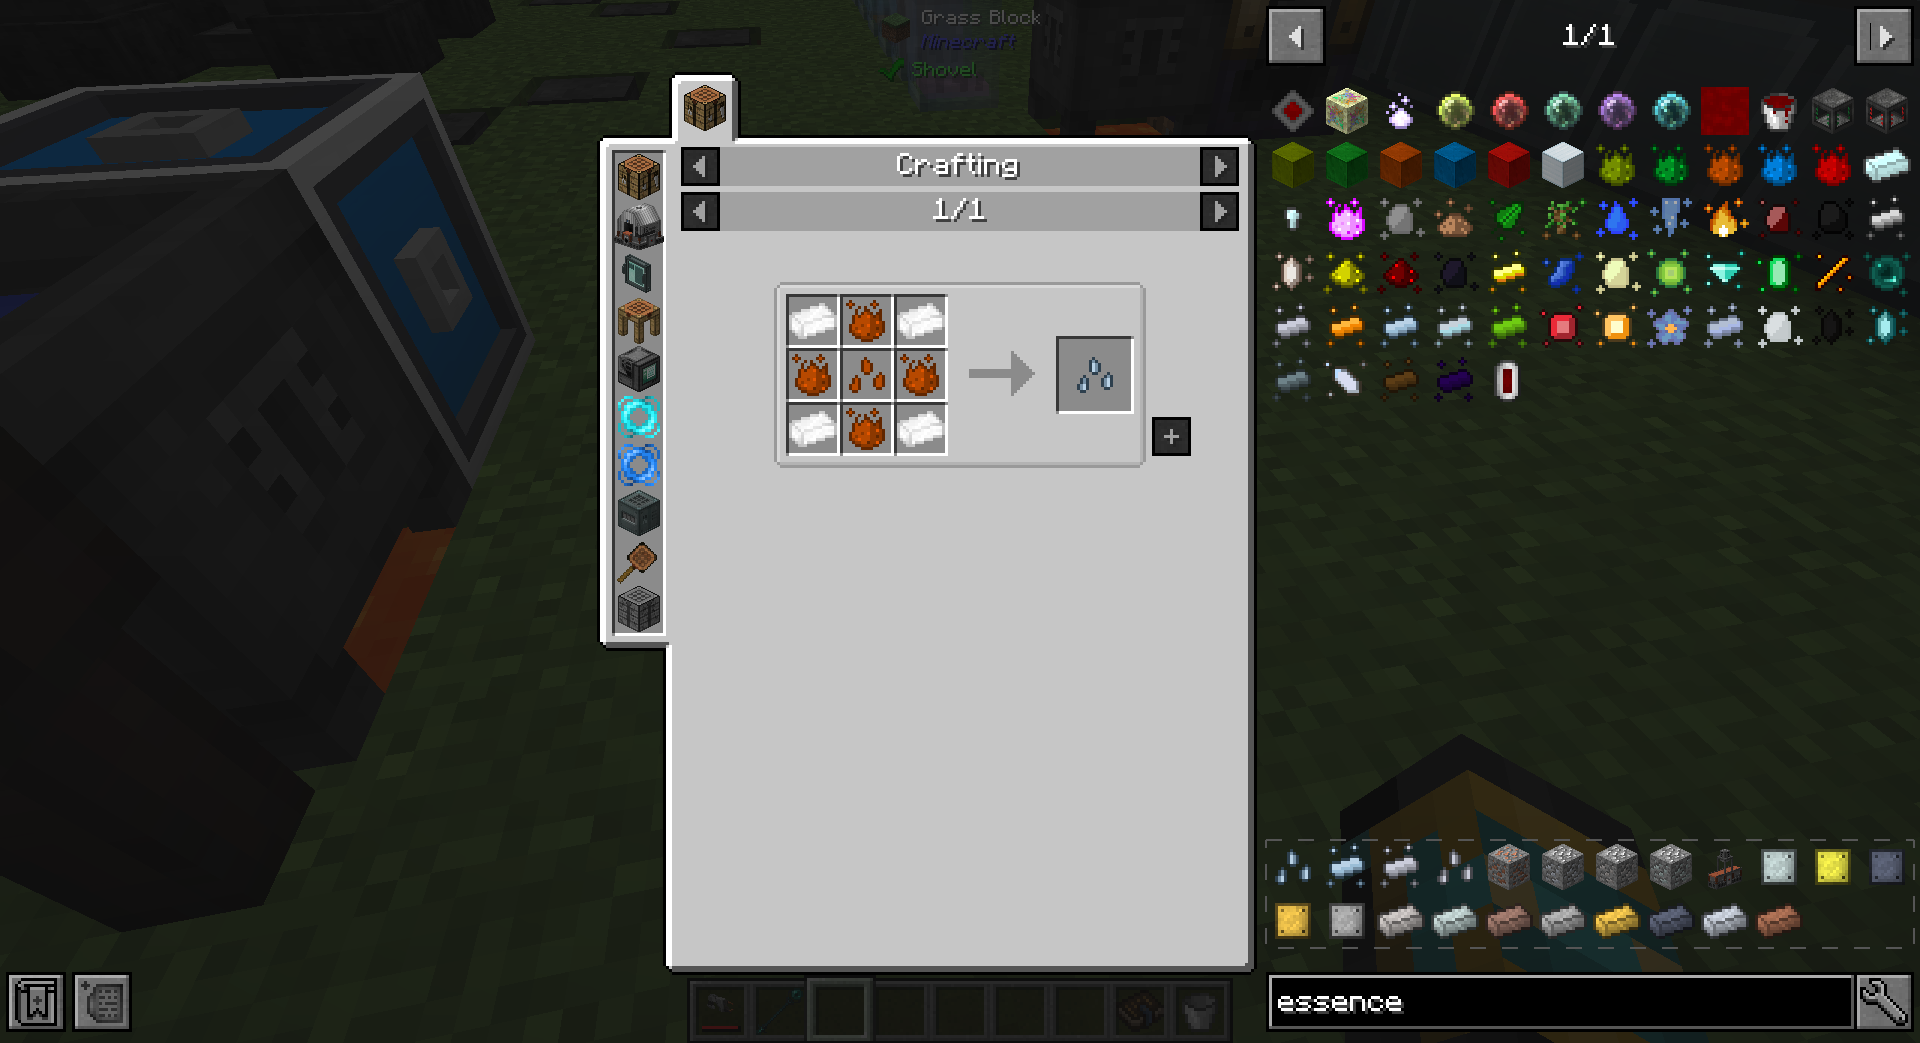 Grass Block
Minecraft
Shovel
1/1
Crafting
1/1
+
essence